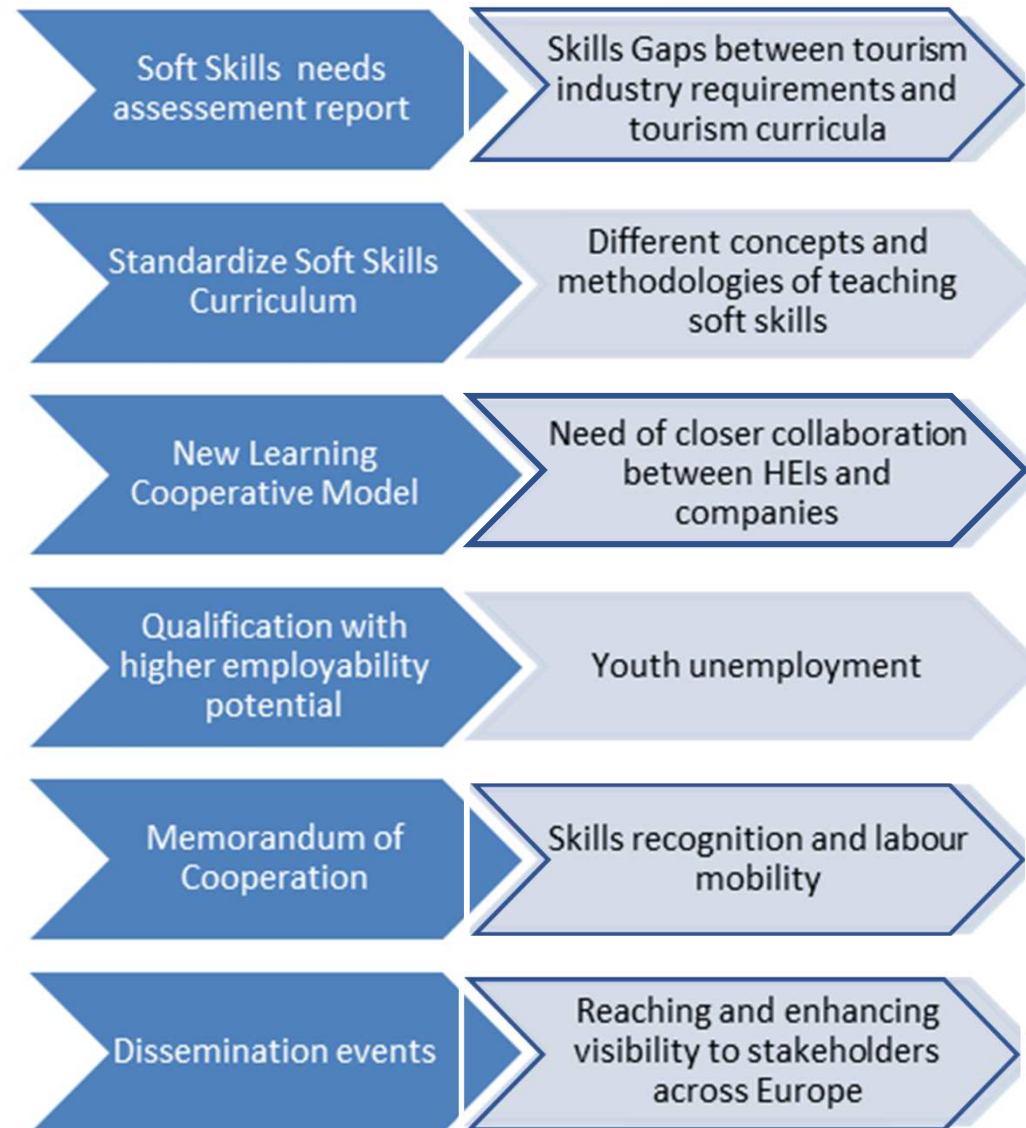 Soft Skills needs
assessement report
Skills Gaps between tourism
industry requirements and
tourism curricula
Standardize Soft Skills
Curriculum
Different concepts and
methodologies of teaching
soft skills
New Learning
Cooperative Model
Need of closer collaboration
between HEIs and
companies
Qualification with
higher employability
potential
Youth unemployment
Memorandum of
Cooperation
Skills recognition and labour
mobility
Dissemination events
Reaching and enhancing
visibility to stakeholders
across Europe